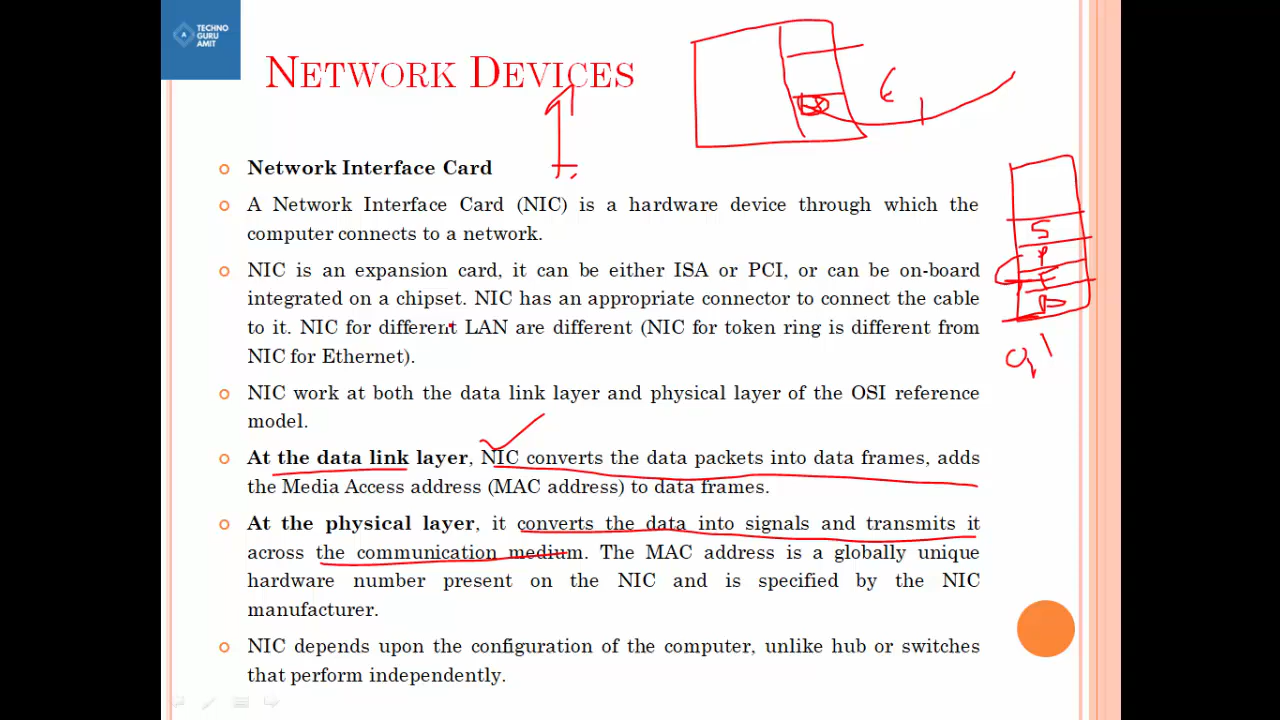 TECHNO
GURU
AMIT
NETWORK DEVICES
Network Interface Card
A Network Interface Card (NIC) is a hardware device through which the
computer connects to a network.
NIC is an expansion card, it can be either ISA or PCI, or can be on-board
integrated on a chipset. NIC has an appropriate connector to connect the cable
to it. NIC for different LAN are different (NIC for token ring is different from
NIC for Ethernet).
NIC work at both the data link layer and physical layer of the OSI reference
model.
At the data link layer, NIC converts the data packets into data frames, adds
the Media Access address (MAC address) to data frames.
At the physical layer, it converts the data into signals and transmits it
across the communication medium. The MAC address is a globally unique
hardware number present on the NIC and is specified by the NIC
manufacturer.
NIC depends upon the configuration of the computer, unlike hub or switches
that perform independently.
S